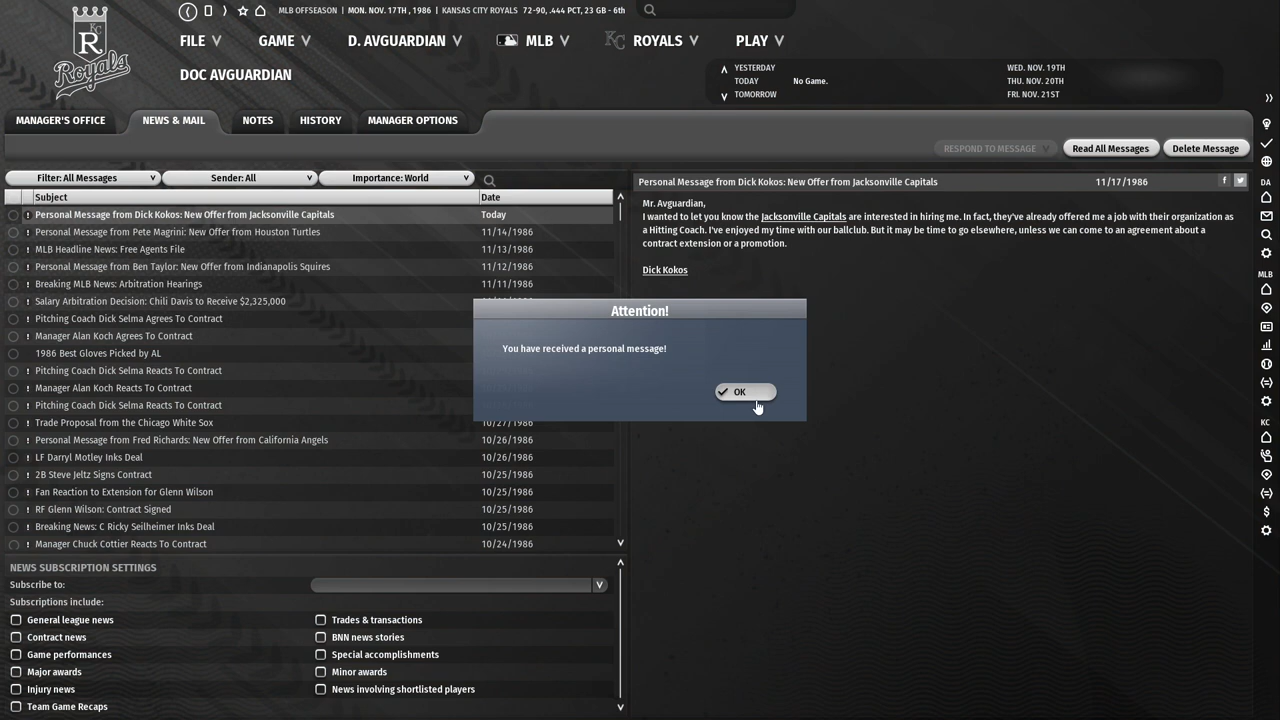 MLB OFFSEASON | MON. NOV. 17TH , 1986 | KANSAS CITY ROYALS 72-90, .444 PCT, 23 GB - 6th
KC
R
Royals
FILE
GAME
D. AVGUARDIAN
MLB
KC
ROYALS
PLAY
DOC AVGUARDIAN
YESTERDAY
TODAY
TOMORROW
No Game.
WED. NOV. 19TH
THU. NOV. 20TH
FRI. NOV. 21ST
MANAGER'S OFFICE
NEWS & MAIL
NOTES
HISTORY
MANAGER OPTIONS
RESPOND TO MESSAGE
Read All Messages
Delete Message
Filter: All Messages
Sender: All
Importance: World
Subject Date
! Personal Message from Dick Kokos: New Offer from Jacksonville Capitals Today
! Personal Message from Pete Magrini: New Offer from Houston Turtles 11/14/1986
! MLB Headline News: Free Agents File 11/13/1986
! Personal Message from Ben Taylor: New Offer from Indianapolis Squires 11/12/1986
! Breaking MLB News: Arbitration Hearings 11/11/1986
! Salary Arbitration Decision: Chili Davis to Receive $2,325,000
! Pitching Coach Dick Selma Agrees To Contract
! Manager Alan Koch Agrees To Contract
1986 Best Gloves Picked by AL
! Pitching Coach Dick Selma Reacts To Contract
! Manager Alan Koch Reacts To Contract
! Pitching Coach Dick Selma Reacts To Contract
! Trade Proposal from the Chicago White Sox 10/27/1986
! Personal Message from Fred Richards: New Offer from California Angels 10/26/1986
! LF Darryl Motley Inks Deal 10/26/1986
! 2B Steve Jeltz Signs Contract 10/25/1986
! Fan Reaction to Extension for Glenn Wilson 10/25/1986
! RF Glenn Wilson: Contract Signed 10/25/1986
! Breaking News: C Ricky Seilheimer Inks Deal 10/25/1986
! Manager Chuck Cottier Reacts To Contract 10/24/1986
Personal Message from Dick Kokos: New Offer from Jacksonville Capitals 11/17/1986
Mr. Avguardian,
I wanted to let you know the Jacksonville Capitals are interested in hiring me. In fact, they've already offered me a job with their organization as
a Hitting Coach. I've enjoyed my time with our ballclub. But it may be time to go elsewhere, unless we can come to an agreement about a
contract extension or a promotion.
Dick Kokos
Attention!
You have received a personal message!
OK
NEWS SUBSCRIPTION SETTINGS
Subscribe to:
Subscriptions include:
General league news
Trades & transactions
Contract news
BNN news stories
Game performances
Special accomplishments
Major awards
Minor awards
Injury news
News involving shortlisted players
Team Game Recaps
DA
MLB
KC